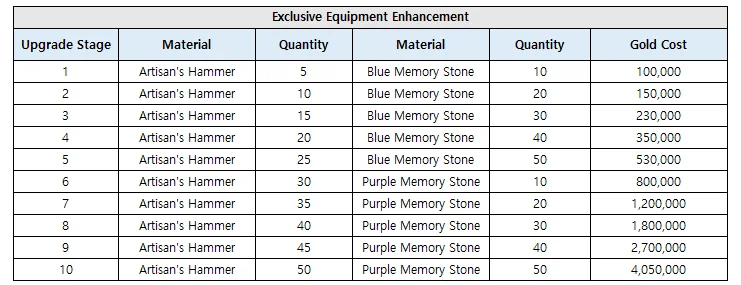 Exclusive Equipment Enhancement
Upgrade Stage Material Quantity Material Quantity Gold Cost
1 Artisan's Hammer 5 Blue Memory Stone 10 100,000
2 Artisan's Hammer 10 Blue Memory Stone 20 150,000
3 Artisan's Hammer 15 Blue Memory Stone 30 230,000
4 Artisan's Hammer 20 Blue Memory Stone 40 350,000
5 Artisan's Hammer 25 Blue Memory Stone 50 530,000
6 Artisan's Hammer 30 Purple Memory Stone 10 800,000
7 Artisan's Hammer 35 Purple Memory Stone 20 1,200,000
8 Artisan's Hammer 40 Purple Memory Stone 30 1,800,000
9 Artisan's Hammer 45 Purple Memory Stone 40 2,700,000
10 Artisan's Hammer 50 Purple Memory Stone 50 4,050,000